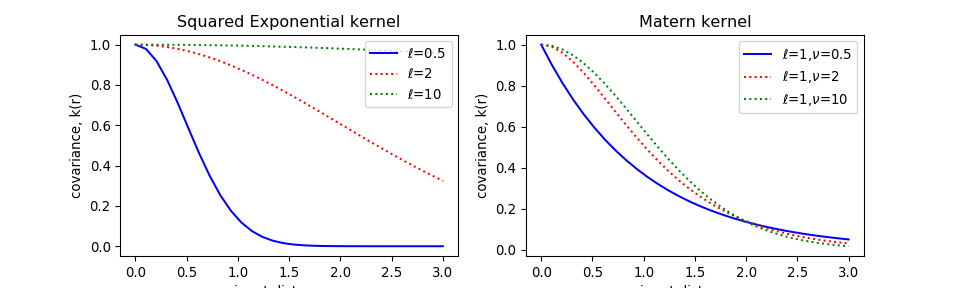 Squared Exponential kernel
covariance, k(r)
1.0
0.8
0.6
0.4
0.2
0.0
ℓ=0.5
ℓ=2
ℓ=10
0.0 0.5 1.0 1.5 2.0 2.5 3.0
Matern kernel
covariance, k(r)
1.0
0.8
0.6
0.4
0.2
0.0
ℓ=1,ν=0.5
ℓ=1,ν=2
ℓ=1,ν=10
0.0 0.5 1.0 1.5 2.0 2.5 3.0